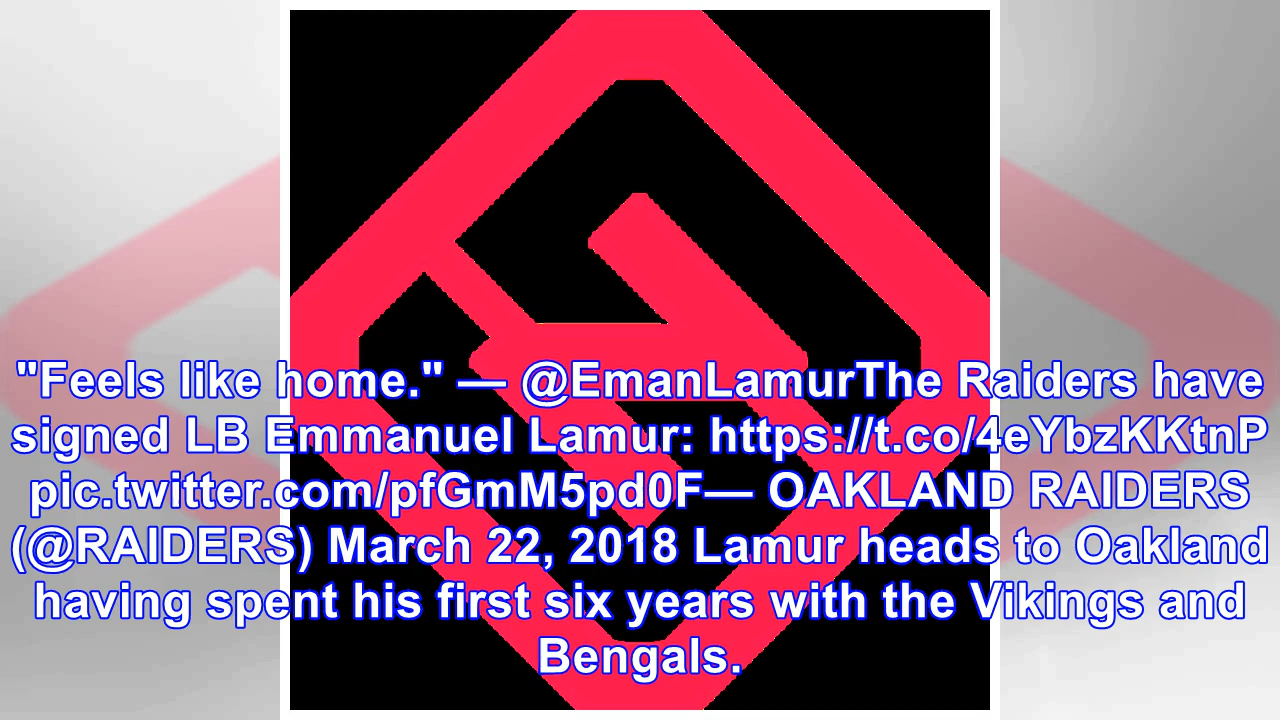 "Feels like home." — @EmanLamurThe Raiders have
signed LB Emmanuel Lamur: https://t.co/4eYbzKKtnP
pic.twitter.com/pfGmM5pd0F— OAKLAND RAIDERS
(@RAIDERS) March 22, 2018 Lamur heads to Oakland
having spent his first six years with the Vikings and
Bengals.